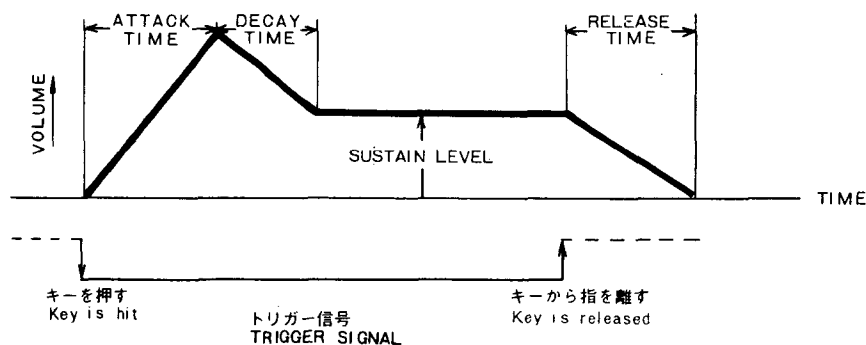 ATTACK TIME
DECAY TIME
RELEASE TIME
VOLUME
SUSTAIN LEVEL
TIME
キーを押す
Key is hit
キーから指を離す
Key is released
トリガー信号
TRIGGER SIGNAL